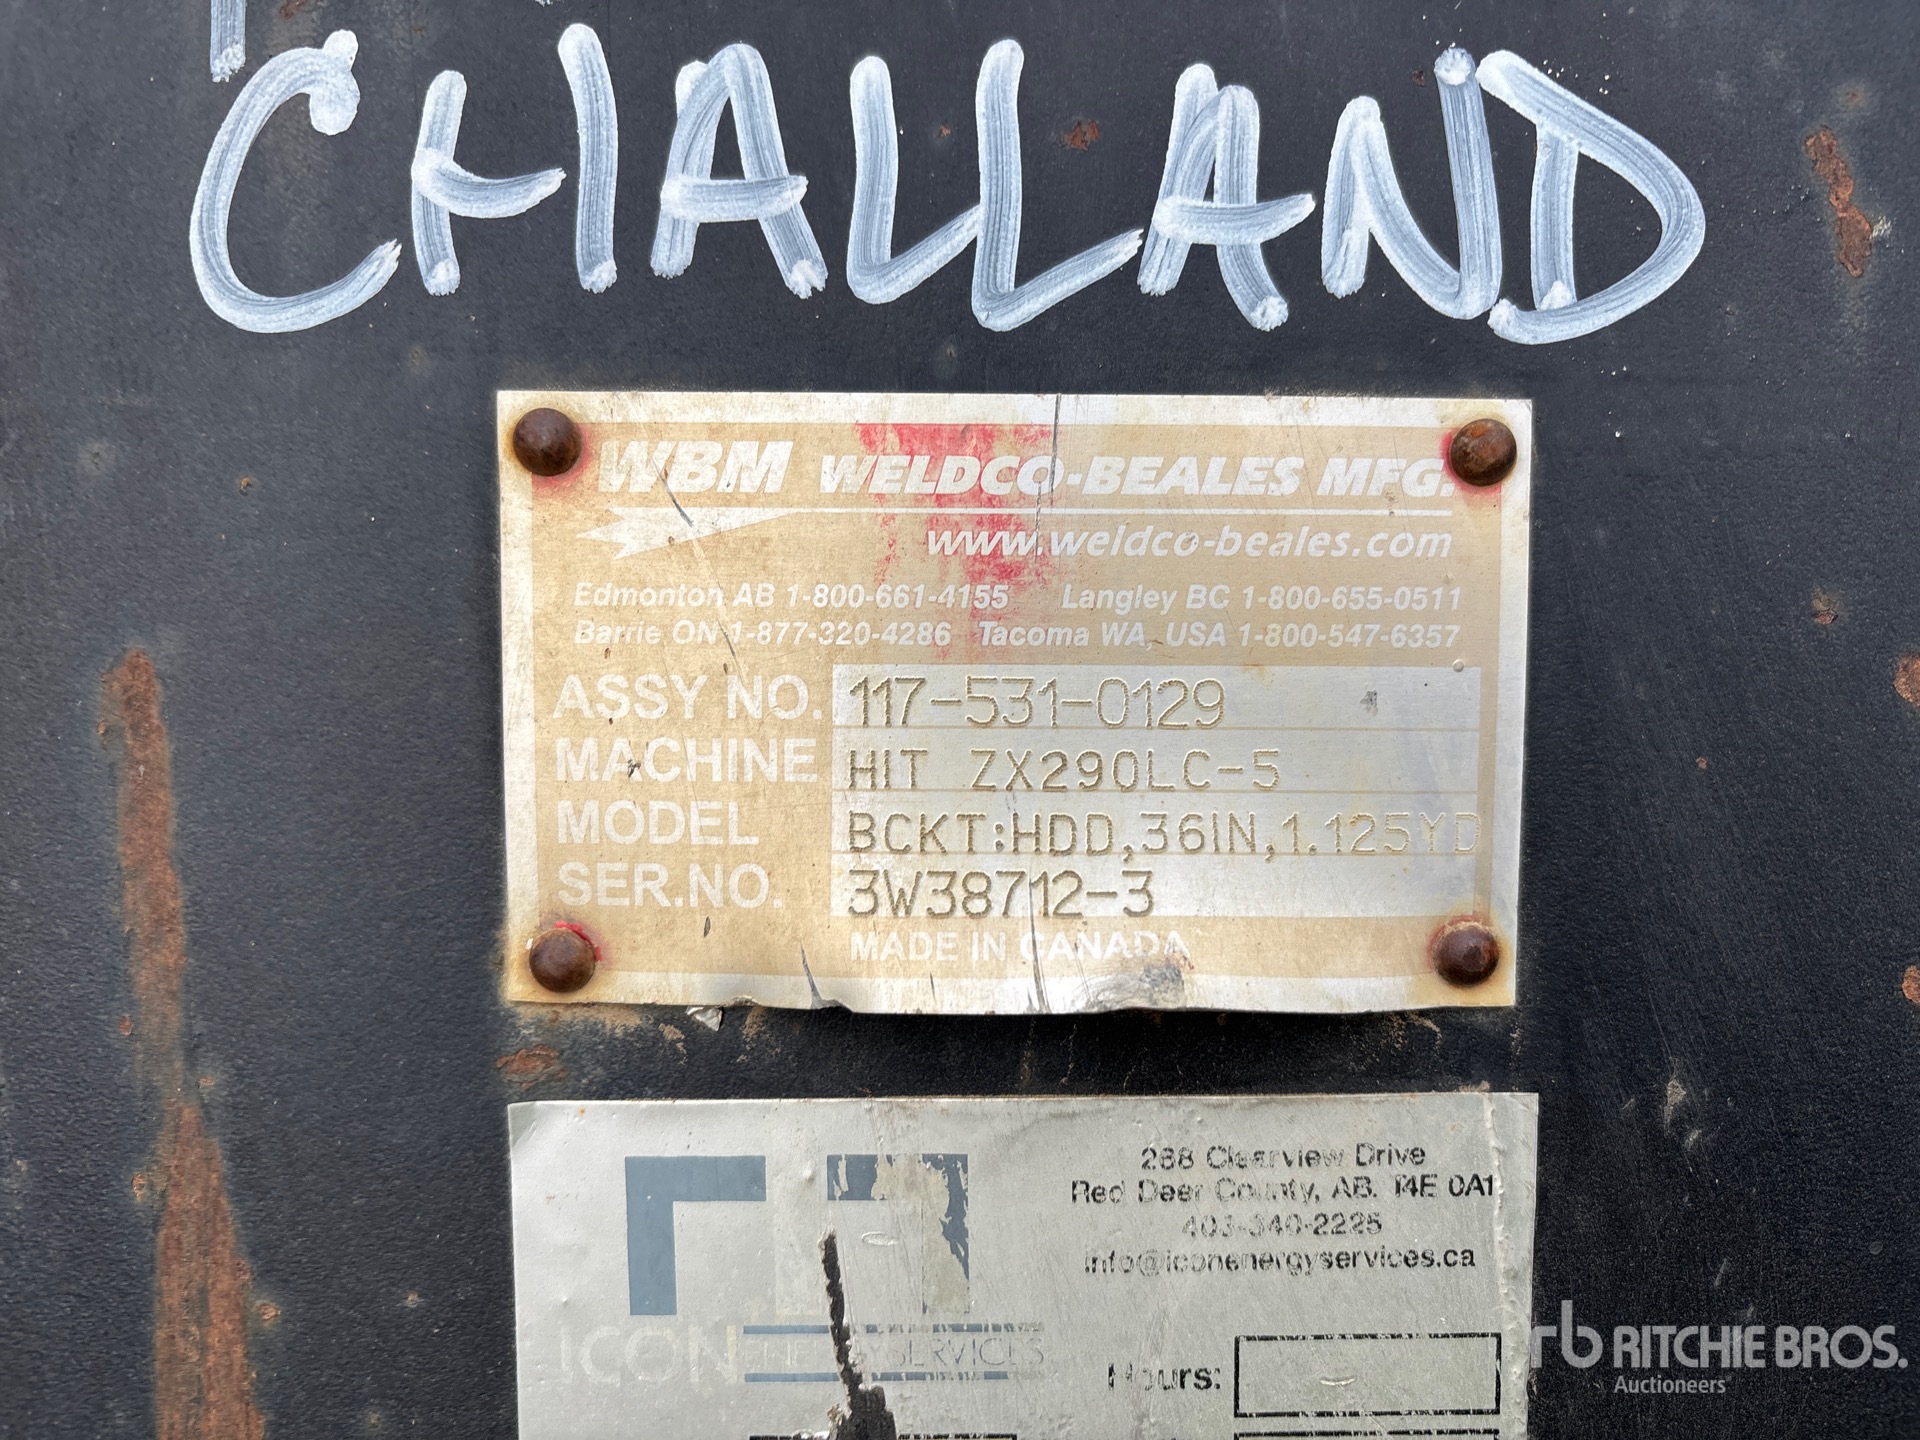 CHALLAND
WBM WELDCO-BEALES MFG.
www.weldco-beales.com
Edmonton AB 1-800-661-4155 Langley BC 1-800-655-0511
Barrie ON 1-877-320-4286 Tacoma WA, USA 1-800-547-6357
ASSY NO. 117-531-0129
MACHINE HIT ZX290LC-5
MODEL BCKT:HDD,36IN,1.125YD
SER.NO. 3W38712-3
MADE IN CANADA
288 Clearview Drive
Red Deer County, AB. T4E 0A1
403-340-2225
info@iconenergyservices.ca
ICON ENERGYSERVICES
Hours:
rb RITCHIE BROS.
Auctioneers